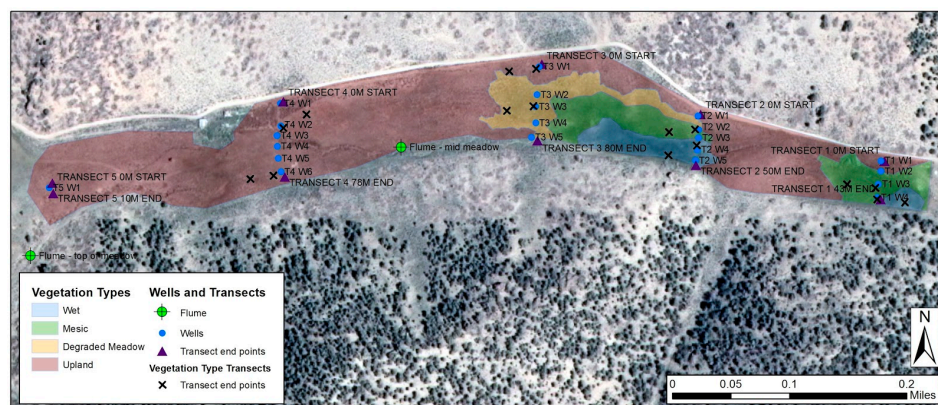 TRANSECT 3 0M START
T3 W1
TRANSECT 4 0M START
T4 W1
T3 W2
T3 W3
TRANSECT 2 0M START
T2 W1
T4 W2
T3 W4
T2 W2
T4 W3
T3 W5
T2 W3
T4 W4
Flume - mid meadow
TRANSECT 3 80M END
T2 W4
TRANSECT 1 0M START
T4 W5
T2 W5
T1 W1
T4 W6
TRANSECT 2 50M END
T1 W2
TRANSECT 5 0M START
TRANSECT 4 78M END
T1 W3
T5 W1
TRANSECT 1 43M END
TRANSECT 5 10M END
T1 W4
Flume - top of meadow
Vegetation Types
Wet
Mesic
Degraded Meadow
Upland
Wells and Transects
Flume
Wells
Transect end points
Vegetation Type Transects
Transect end points
N
0 0.05 0.1 0.2
Miles